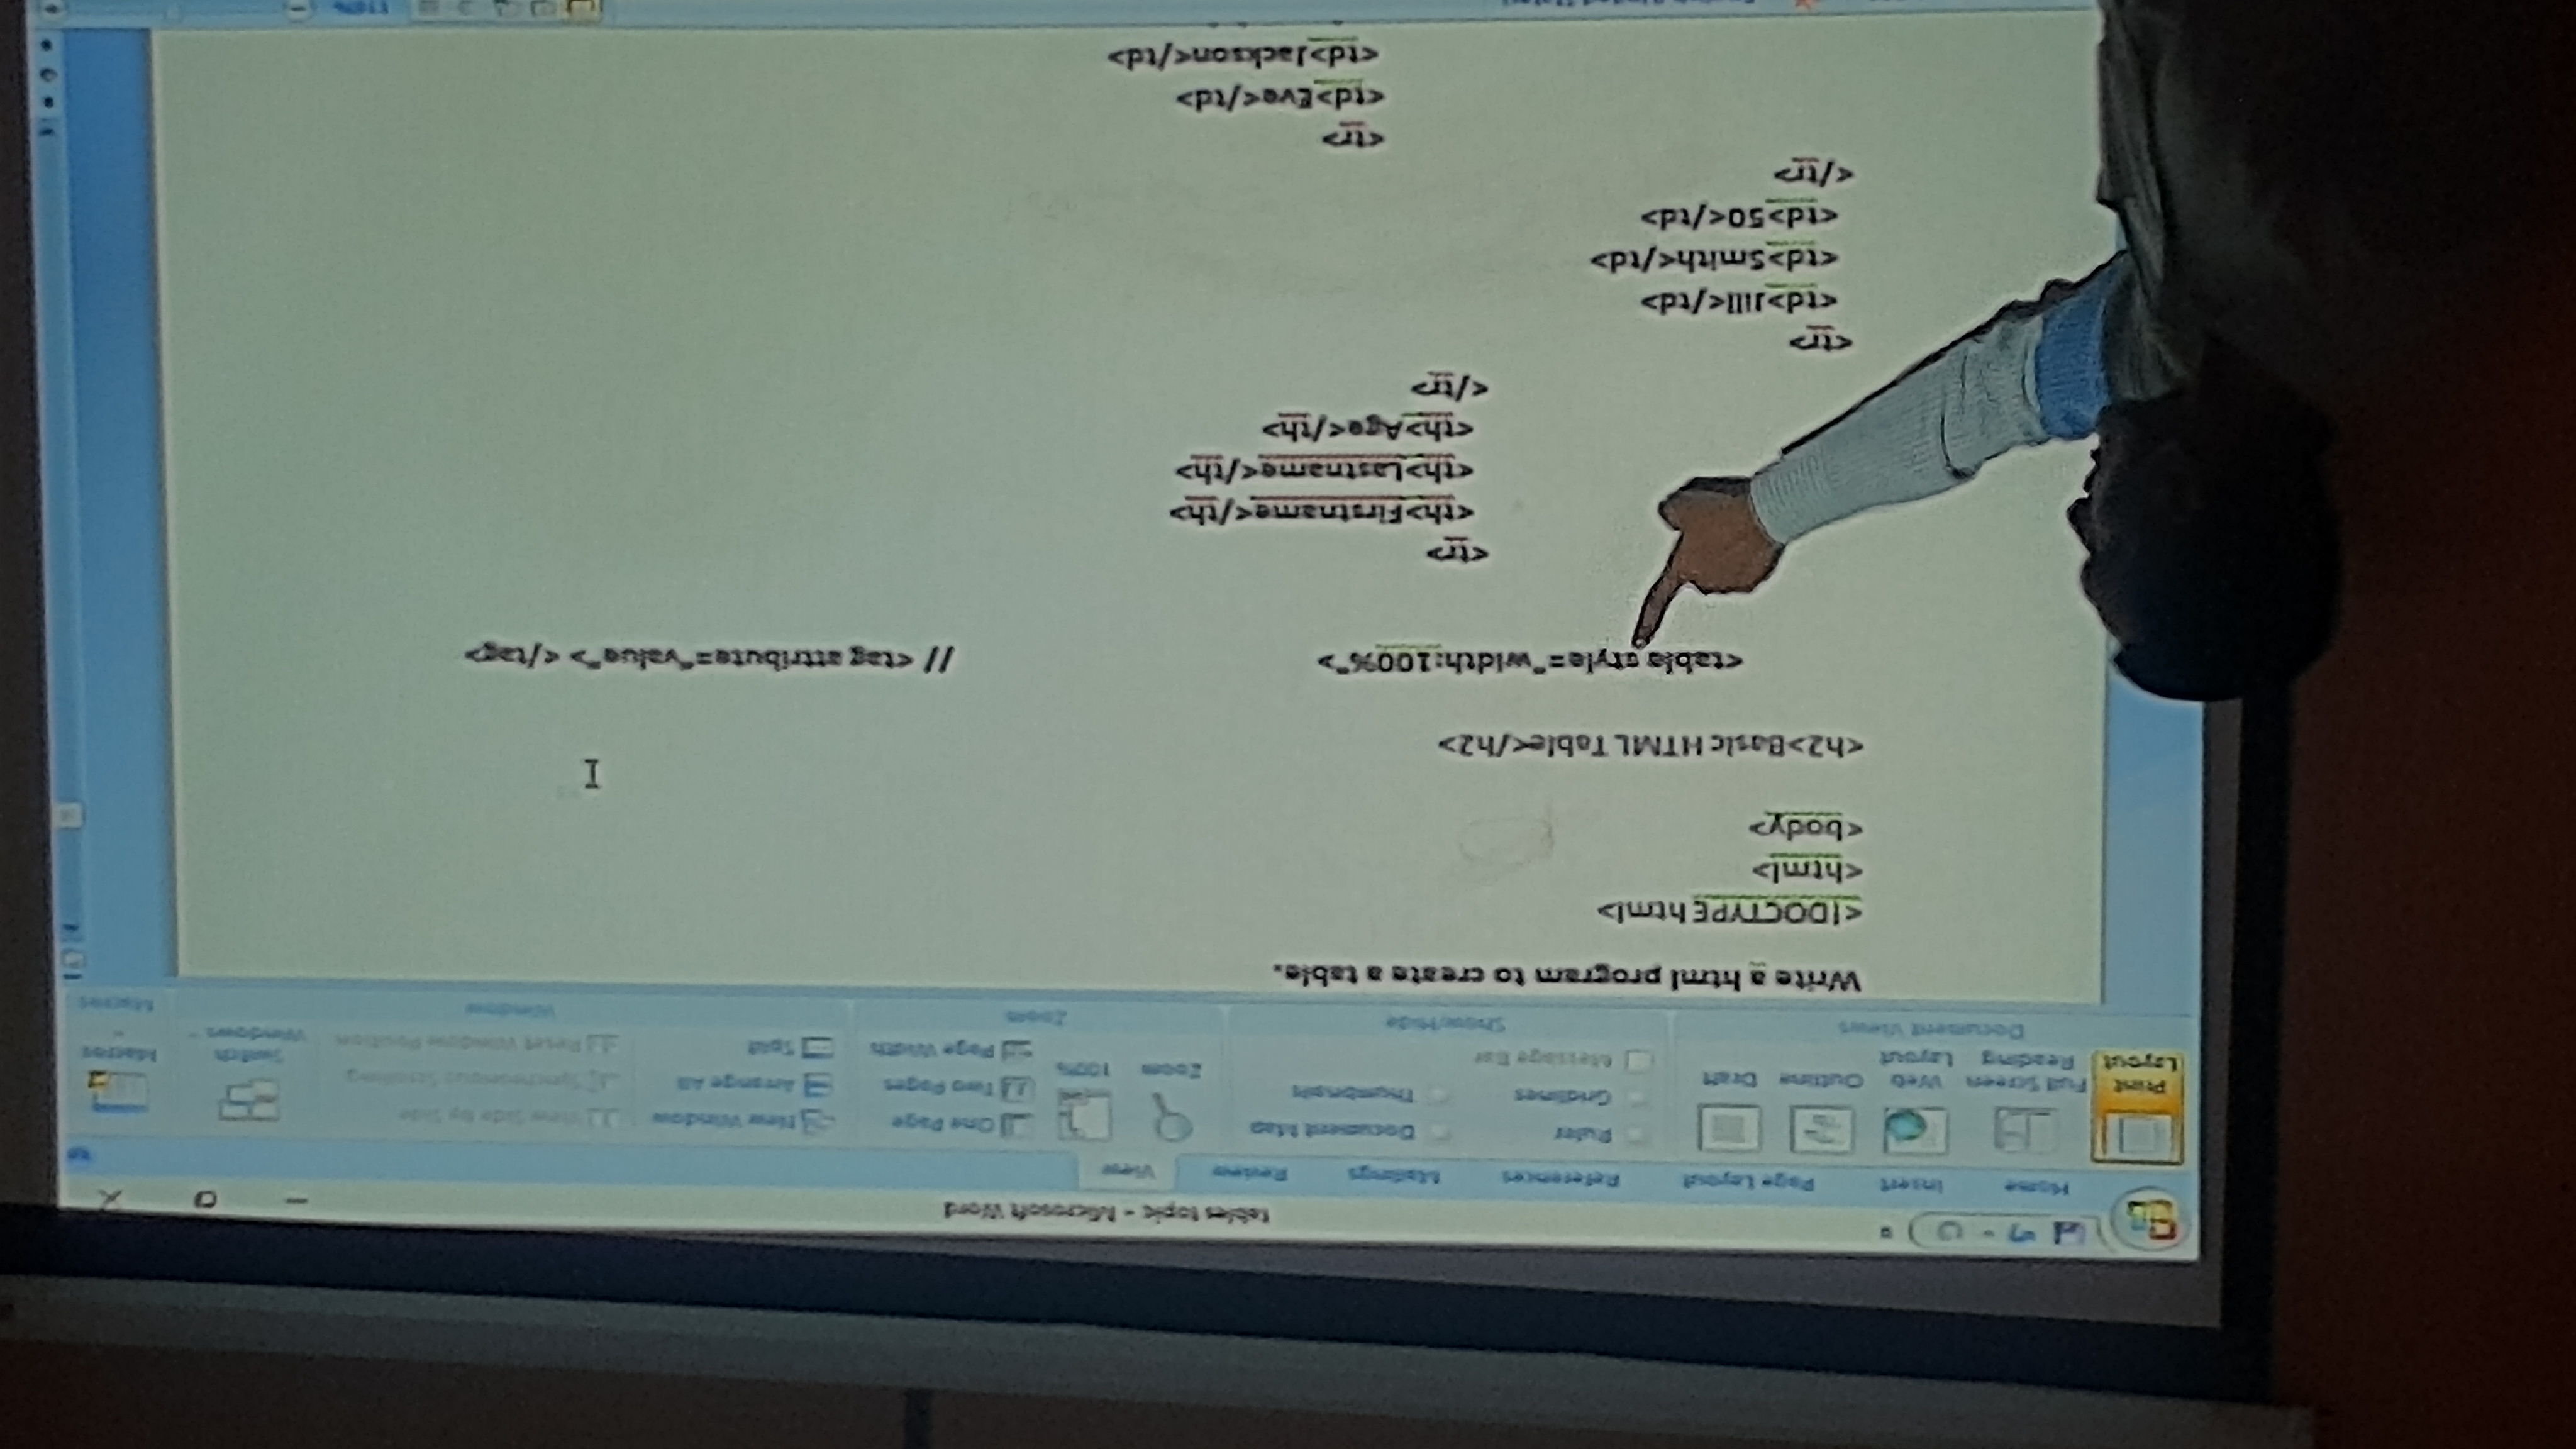 tables topic - Microsoft Word
Home Insert Page Layout References Mailings Review View
Print Layout
Full Screen Reading
Web Layout
Outline
Draft
Document Views
Ruler
Gridlines
Message Bar
Document Map
Thumbnails
Show/Hide
Zoom
100%
One Page
Two Pages
Page Width
Zoom
New Window
Arrange All
Split
View Side by Side
Synchronous Scrolling
Reset Window Position
Window
Switch Windows
Macros
Macros
Write a html program to create a table.
<!DOCTYPE html>
<html>
<body>
<h2>Basic HTML Table</h2>
<table style="width:100%"> // <tag attribute="value"> </tag>
<tr>
<th>Firstname</th>
<th>Lastname</th>
<th>Age</th>
</tr>
<tr>
<td>Jill</td>
<td>Smith</td>
<td>50</td>
</tr>
<tr>
<td>Eve</td>
<td>Jackson</td>